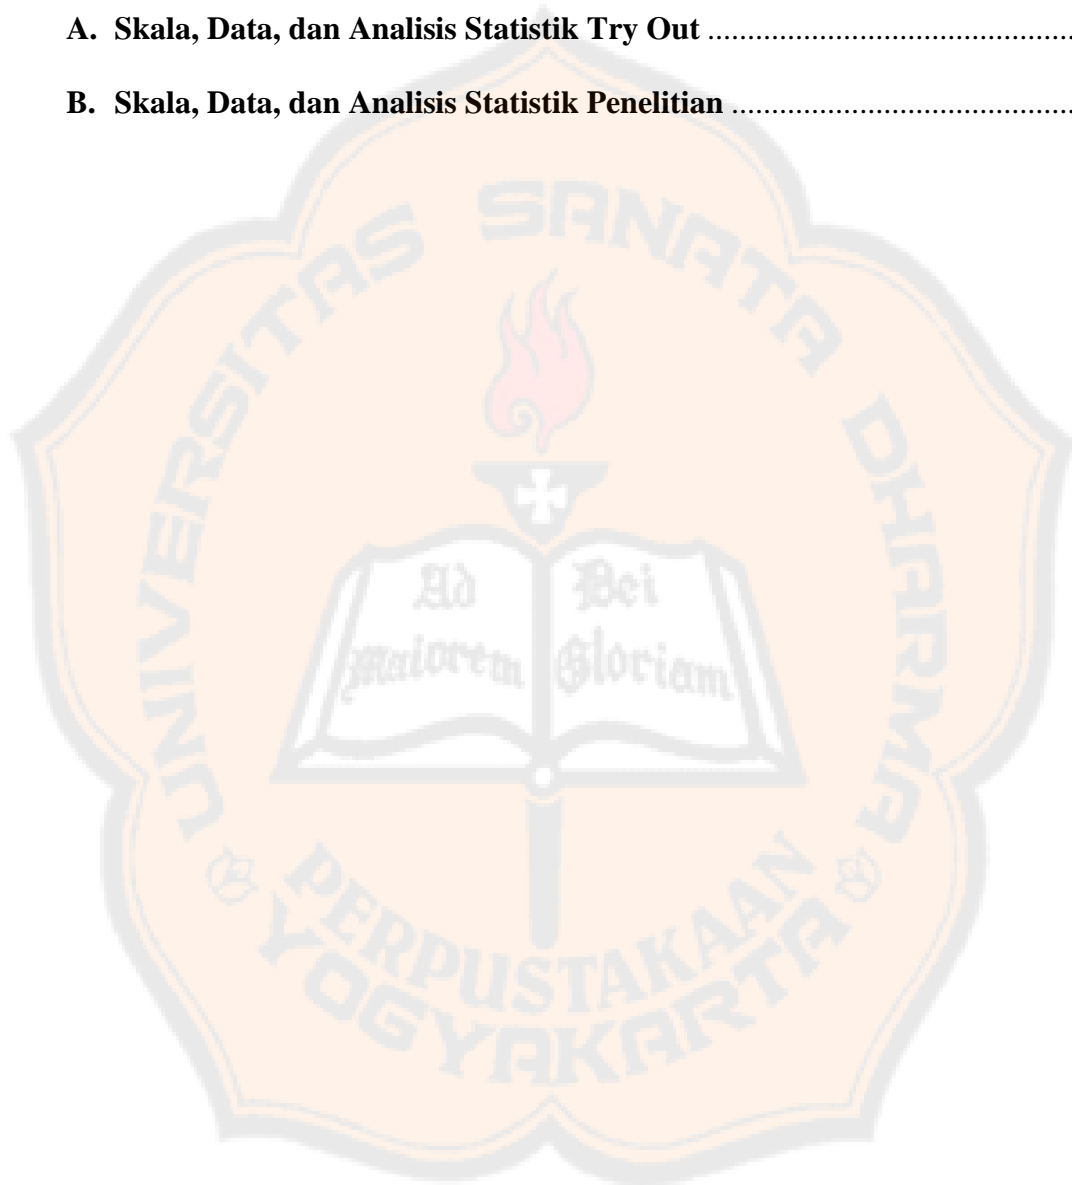 A. Skala, Data, dan Analisis Statistik Try Out ..............................................
B. Skala, Data, dan Analisis Statistik Penelitian ...........................................
UNIVERSITAS SANATA DHARMA
Ad Dei
maiorem Gloriam
PERPUSTAKAAN
YOGYAKARTA